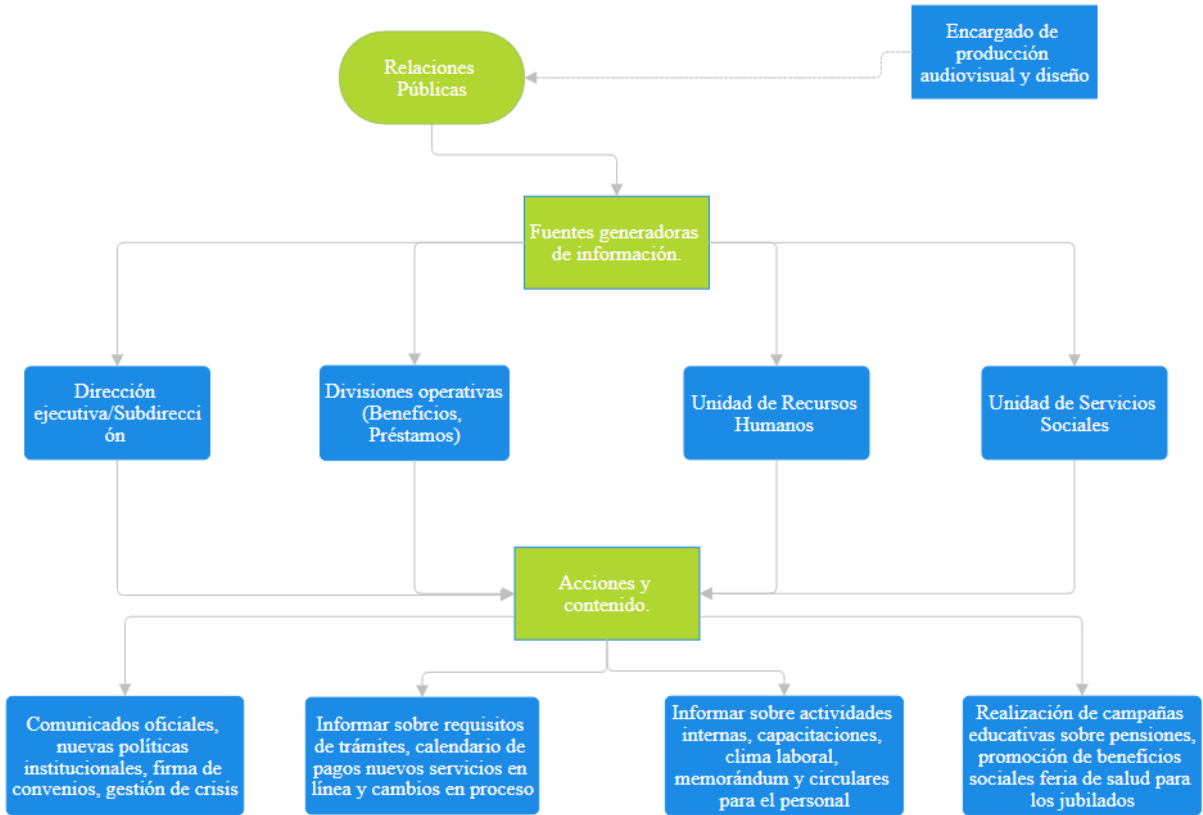 Relaciones
Públicas
Encargado de
producción
audiovisual y diseño
Fuentes generadoras
de información.
Dirección
ejecutiva/Subdirecci
ón
Divisiones operativas
(Beneficios,
Préstamos)
Unidad de Recursos
Humanos
Unidad de Servicios
Sociales
Acciones y
contenido.
Comunicados oficiales,
nuevas políticas
institucionales, firma de
convenios, gestión de crisis
Informar sobre requisitos
de trámites, calendario de
pagos nuevos servicios en
línea y cambios en proceso
Informar sobre actividades
internas, capacitaciones,
clima laboral,
memorándum y circulares
para el personal
Realización de campañas
educativas sobre pensiones,
promoción de beneficios
sociales feria de salud para
los jubilados